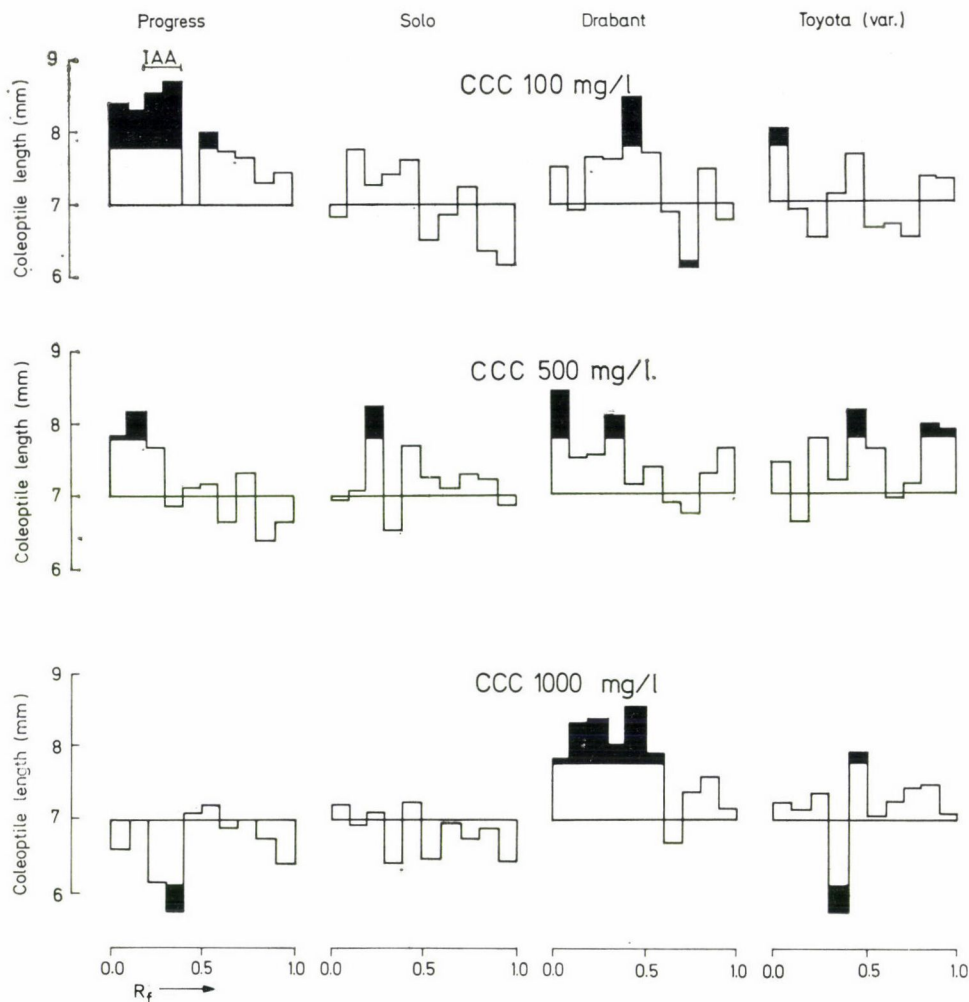 Progress Solo Drabant Toyota (var.)
IAA
CCC 100 mg/l
9
8
7
6
Coleoptile length (mm)
CCC 500 mg/l.
9
8
7
6
Coleoptile length (mm)
CCC 1000 mg/l
9
8
7
6
Coleoptile length (mm)
0.0 0.5 1.0 0.0 0.5 1.0 0.0 0.5 1.0 0.0 0.5 1.0
Rf